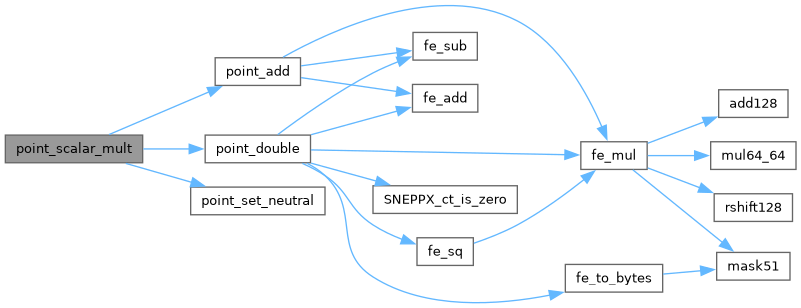 point_scalar_mult
point_add
point_double
point_set_neutral
fe_sub
fe_add
SNEPPX_ct_is_zero
fe_sq
fe_mul
fe_to_bytes
add128
mul64_64
rshift128
mask51